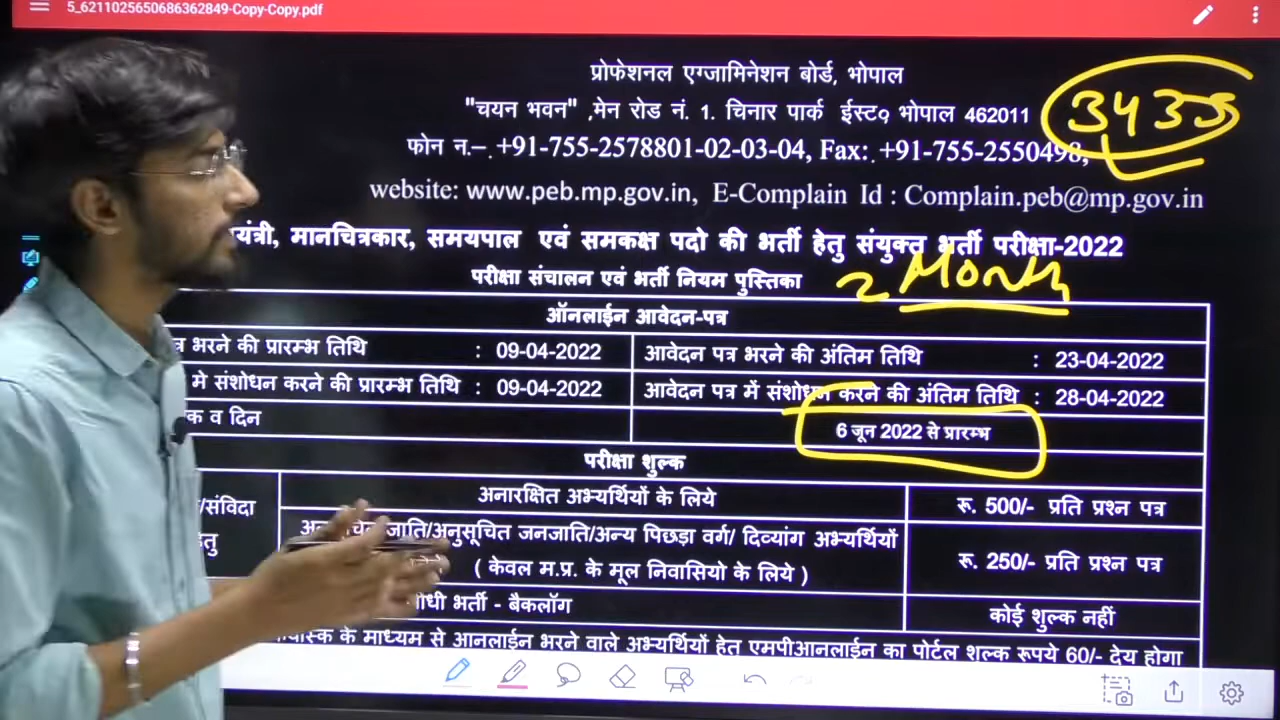 5_6211025650686362849-Copy-Copy.pdf
प्रोफेशनल एग्जामिनेशन बोर्ड, भोपाल
"चयन भवन" ,मेन रोड नं. 1. चिनार पार्क ईस्ट० भोपाल 462011
फोन न.–.+91-755-2578801-02-03-04, Fax:.+91-755-2550498,
website: www.peb.mp.gov.in, E-Complain Id : Complain.peb@mp.gov.in
यंत्री, मानचित्रकार, समयपाल एवं समकक्ष पदो की भर्ती हेतु संयुक्त भर्ती परीक्षा-2022
परीक्षा संचालन एवं भर्ती नियम पुस्तिका
2 Month
ऑनलाईन आवेदन-पत्र
त्र भरने की प्रारम्भ तिथि : 09-04-2022 आवेदन पत्र भरने की अंतिम तिथि : 23-04-2022
मे संशोधन करने की प्रारम्भ तिथि : 09-04-2022 आवेदन पत्र में संशोधन करने की अंतिम तिथि : 28-04-2022
क व दिन 6 जून 2022 से प्रारम्भ
परीक्षा शुल्क
/संविदा अनारक्षित अभ्यर्थियों के लिये रू. 500/- प्रति प्रश्न पत्र
जाति/अनुसूचित जनजाति/अन्य पिछड़ा वर्ग/ दिव्यांग अभ्यर्थियों
( केवल म.प्र. के मूल निवासियो के लिये ) रू. 250/- प्रति प्रश्न पत्र
भर्ती - बैकलॉग कोई शुल्क नहीं
के माध्यम से आनलाईन भरने वाले अभ्यर्थियों हेतु एमपीआनलाईन का पोर्टल शुल्क रूपये 60/- देय होगा